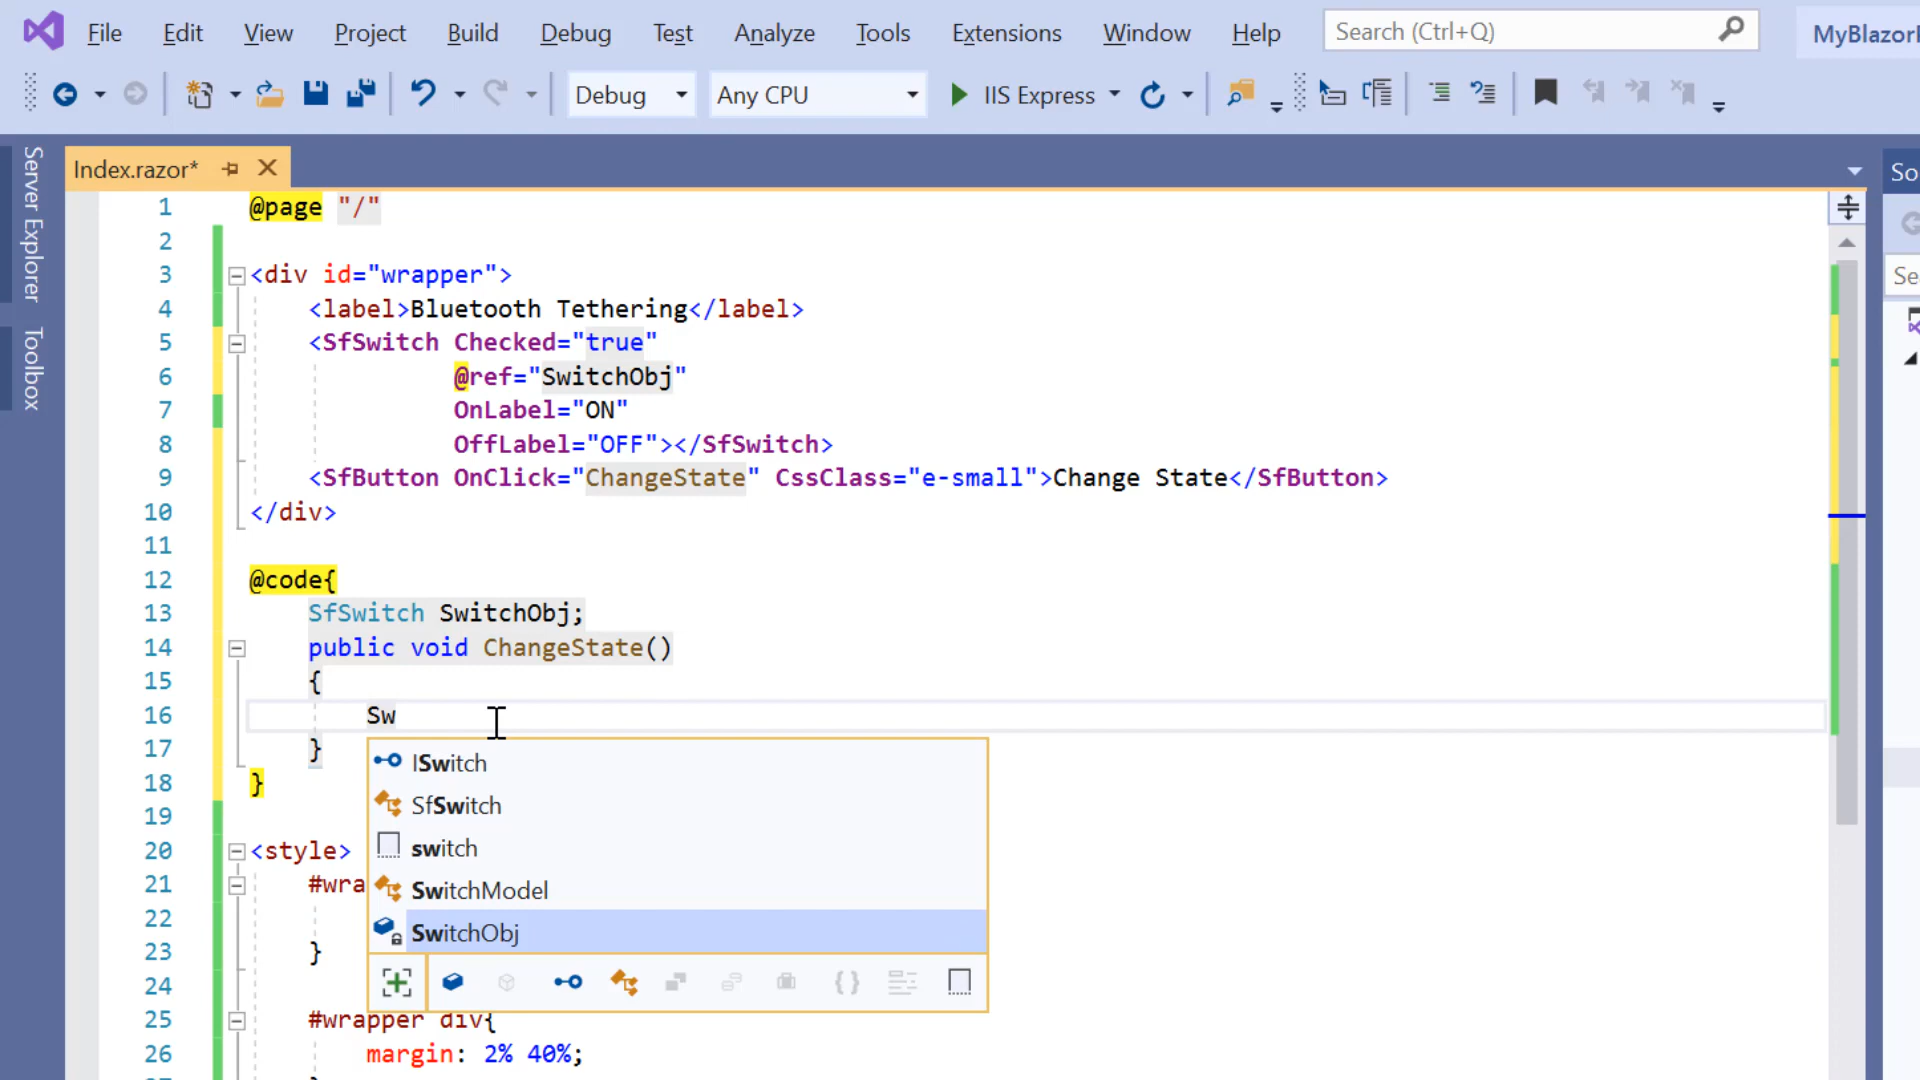 File Edit View Project Build Debug Test Analyze Tools Extensions Window Help Search (Ctrl+Q)
Debug Any CPU IIS Express
Server Explorer
Toolbox
Index.razor*
1 @page "/"
2
3 <div id="wrapper">
4 <label>Bluetooth Tethering</label>
5 <SfSwitch Checked="true"
6 @ref="SwitchObj"
7 OnLabel="ON"
8 OffLabel="OFF"></SfSwitch>
9 <SfButton OnClick="ChangeState" CssClass="e-small">Change State</SfButton>
10 </div>
11
12 @code{
13 SfSwitch SwitchObj;
14 public void ChangeState()
15 {
16 Sw
17 }
18 }
19
20 <style>
21 #wra
22
23 }
24
25 #wrapper div{
26 margin: 2% 40%;
ISwitch
SfSwitch
switch
SwitchModel
SwitchObj